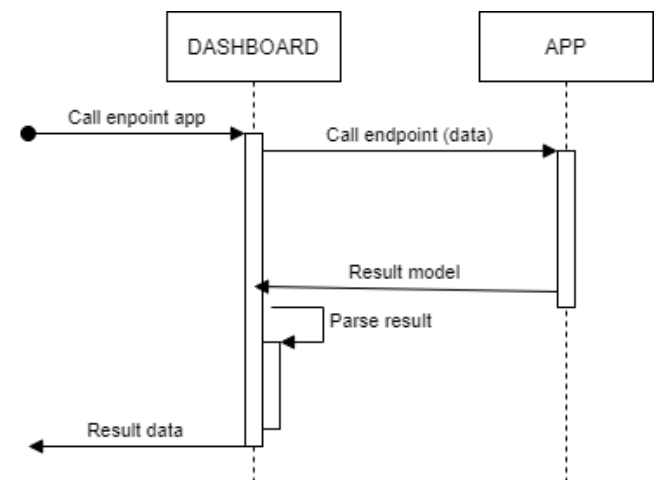 DASHBOARD
APP
Call enpoint app
Call endpoint (data)
Result model
Parse result
Result data